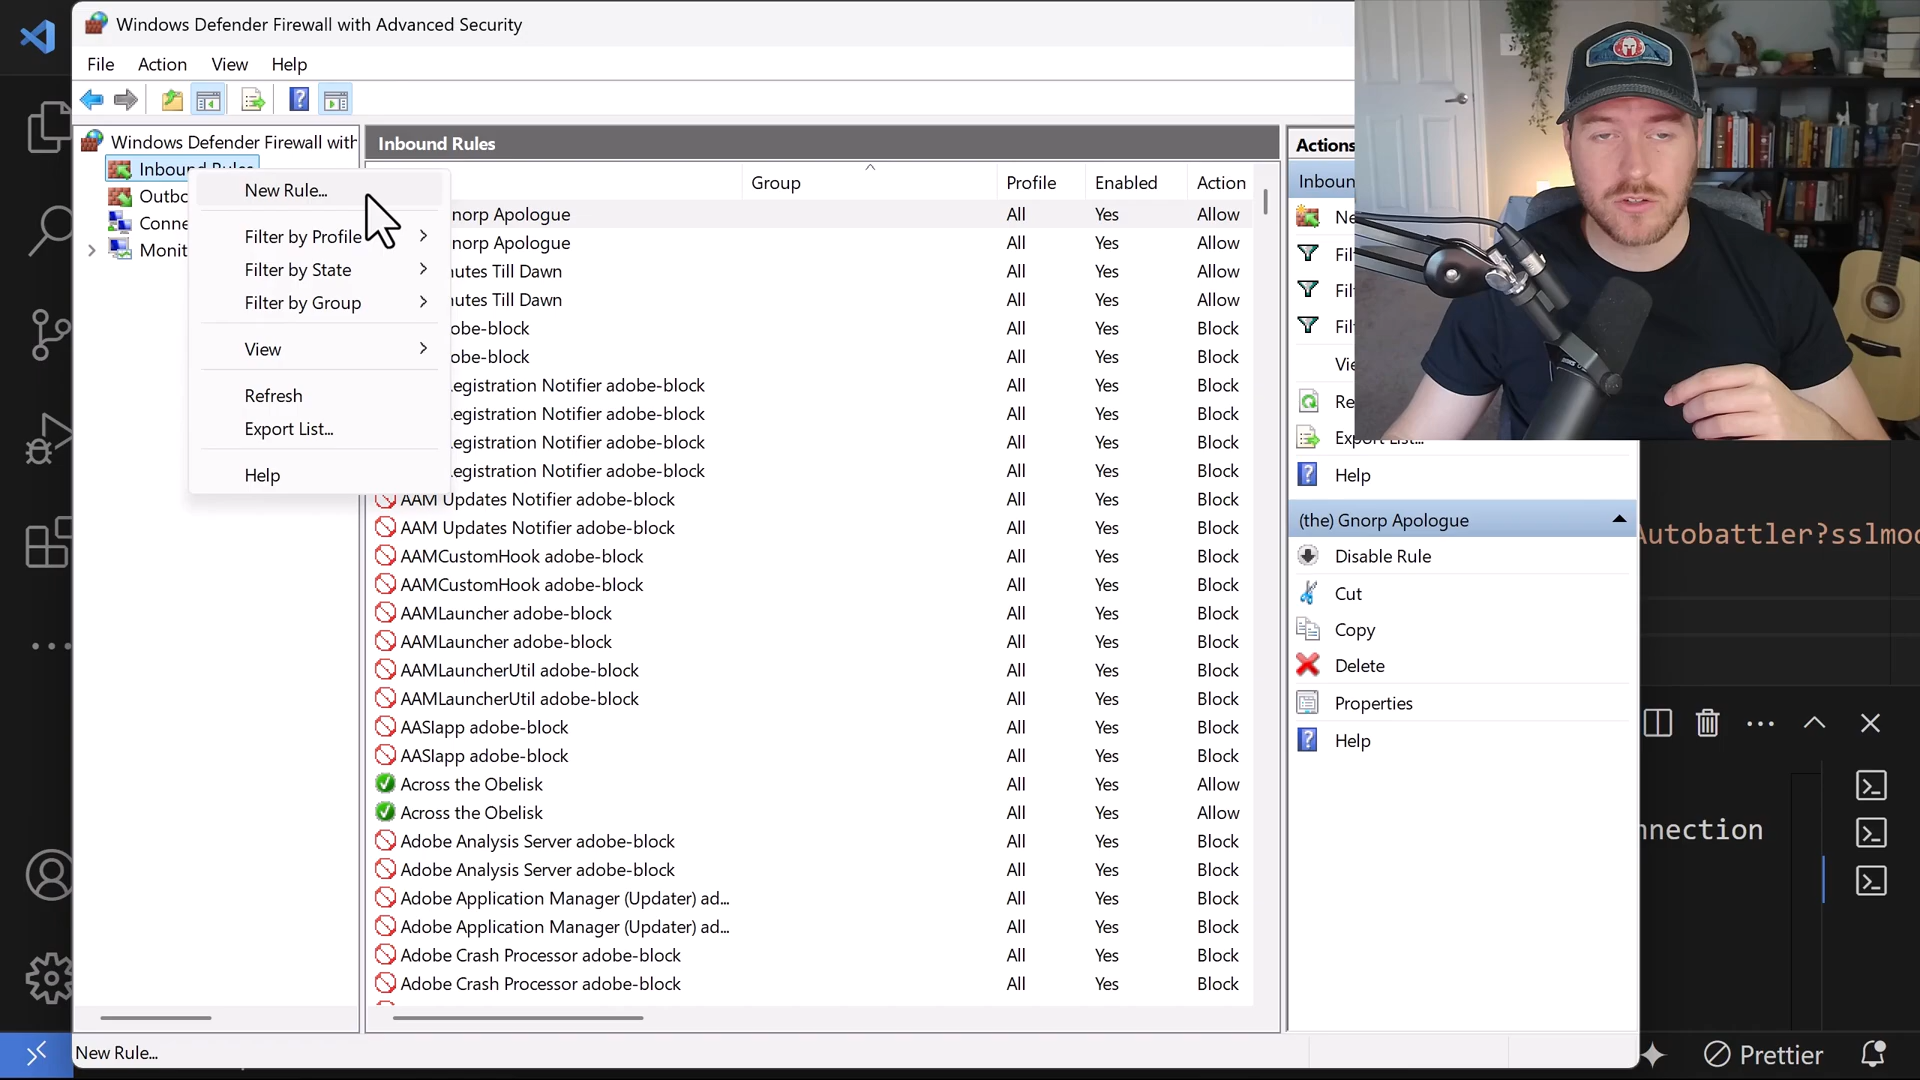 Windows Defender Firewall with Advanced Security
File Action View Help
Windows Defender Firewall with
Inbound Rules
Outbo
Conne
Monit
New Rule...
Filter by Profile
Filter by State
Filter by Group
View
Refresh
Export List...
Help
Inbound Rules
Group Profile Enabled Action
norp Apologue All Yes Allow
norp Apologue All Yes Allow
utes Till Dawn All Yes Allow
utes Till Dawn All Yes Allow
obe-block All Yes Block
obe-block All Yes Block
egistration Notifier adobe-block All Yes Block
egistration Notifier adobe-block All Yes Block
egistration Notifier adobe-block All Yes Block
egistration Notifier adobe-block All Yes Block
AAM Updates Notifier adobe-block All Yes Block
AAM Updates Notifier adobe-block All Yes Block
AAMCustomHook adobe-block All Yes Block
AAMCustomHook adobe-block All Yes Block
AAMLauncher adobe-block All Yes Block
AAMLauncher adobe-block All Yes Block
AAMLauncherUtil adobe-block All Yes Block
AAMLauncherUtil adobe-block All Yes Block
AASIapp adobe-block All Yes Block
AASIapp adobe-block All Yes Block
Across the Obelisk All Yes Allow
Across the Obelisk All Yes Allow
Adobe Analysis Server adobe-block All Yes Block
Adobe Analysis Server adobe-block All Yes Block
Adobe Application Manager (Updater) ad... All Yes Block
Adobe Application Manager (Updater) ad... All Yes Block
Adobe Crash Processor adobe-block All Yes Block
Adobe Crash Processor adobe-block All Yes Block
Actions
Inboun
Ne
Filt
Filt
Filt
Vie
Re
Export List...
Help
(the) Gnorp Apologue
Disable Rule
Cut
Copy
Delete
Properties
Help
Autobattler?sslmod
nnection
New Rule...
Prettier